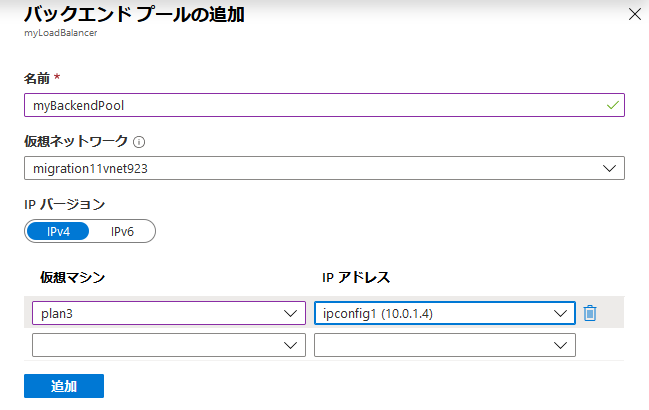 バックエンド プールの追加
myLoadBalancer
名前 *
myBackendPool
仮想ネットワーク
migration11vnet923
IP バージョン
IPv4 IPv6
仮想マシン IP アドレス
plan3 ipconfig1 (10.0.1.4)
追加